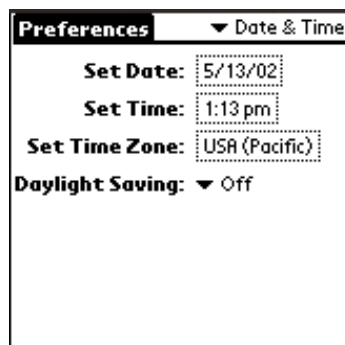 Preferences Date & Time
Set Date: 5/13/02
Set Time: 1:13 pm
Set Time Zone: USA (Pacific)
Daylight Saving: Off